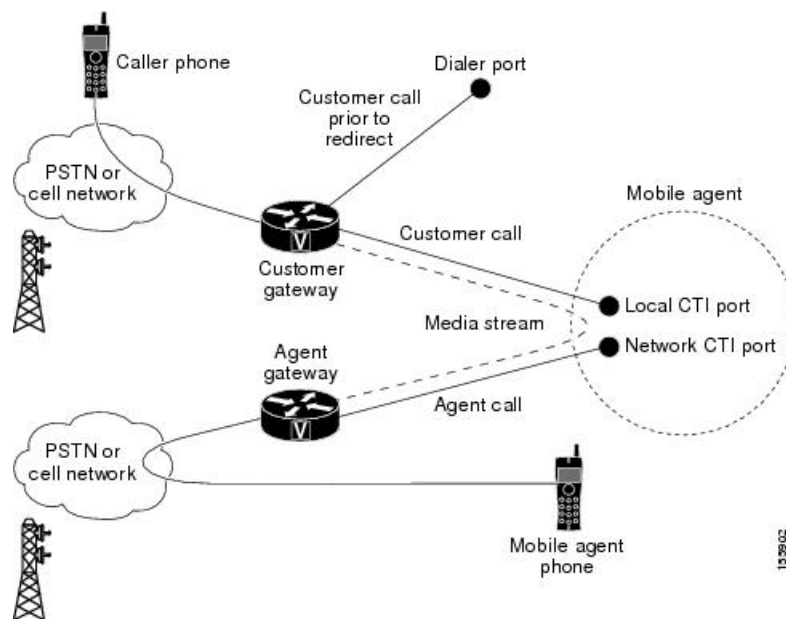 Caller phone
Dialer port
Customer call
prior to
redirect
PSTN or
cell network
Mobile agent
V
Customer call
Customer
gateway
Local CTI port
Media stream
Network CTI port
Agent
gateway
V
Agent call
PSTN or
cell network
Mobile agent
phone
155902